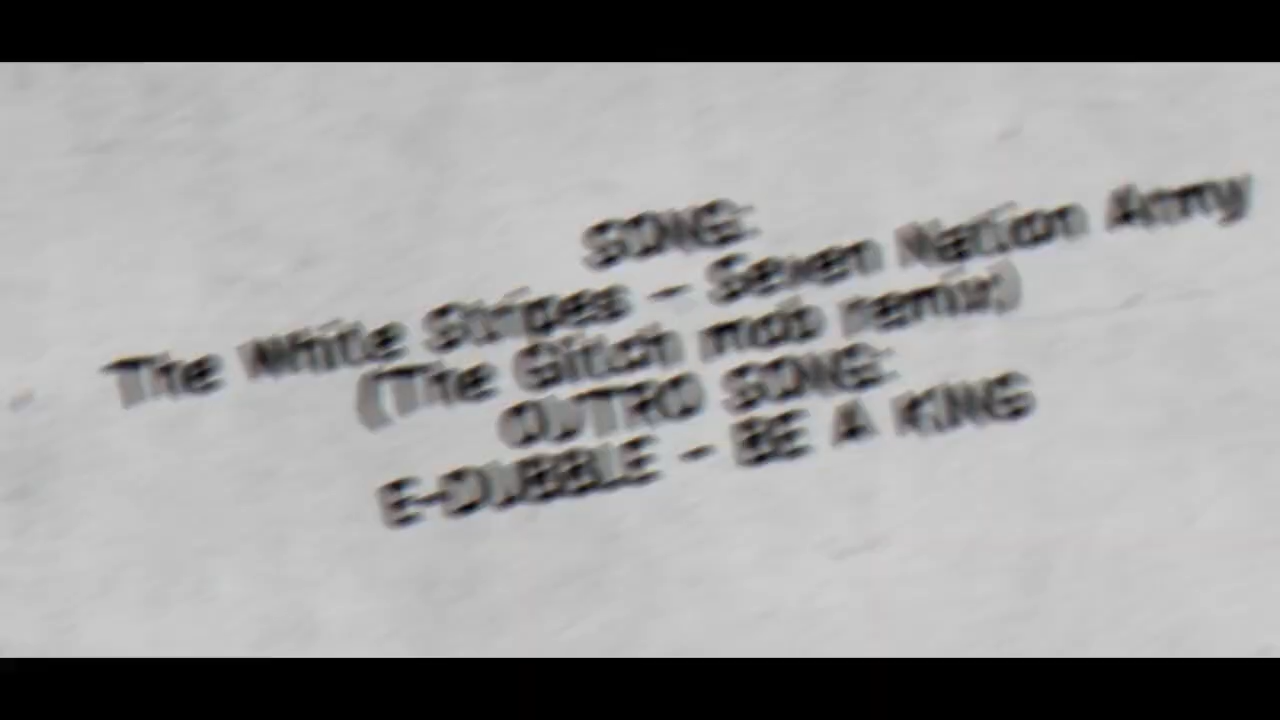 SONG:
The White Stripes - Seven Nation Army
(The Glitch mob remix)
OUTRO SONG:
E-DUBBLE - BE A KING